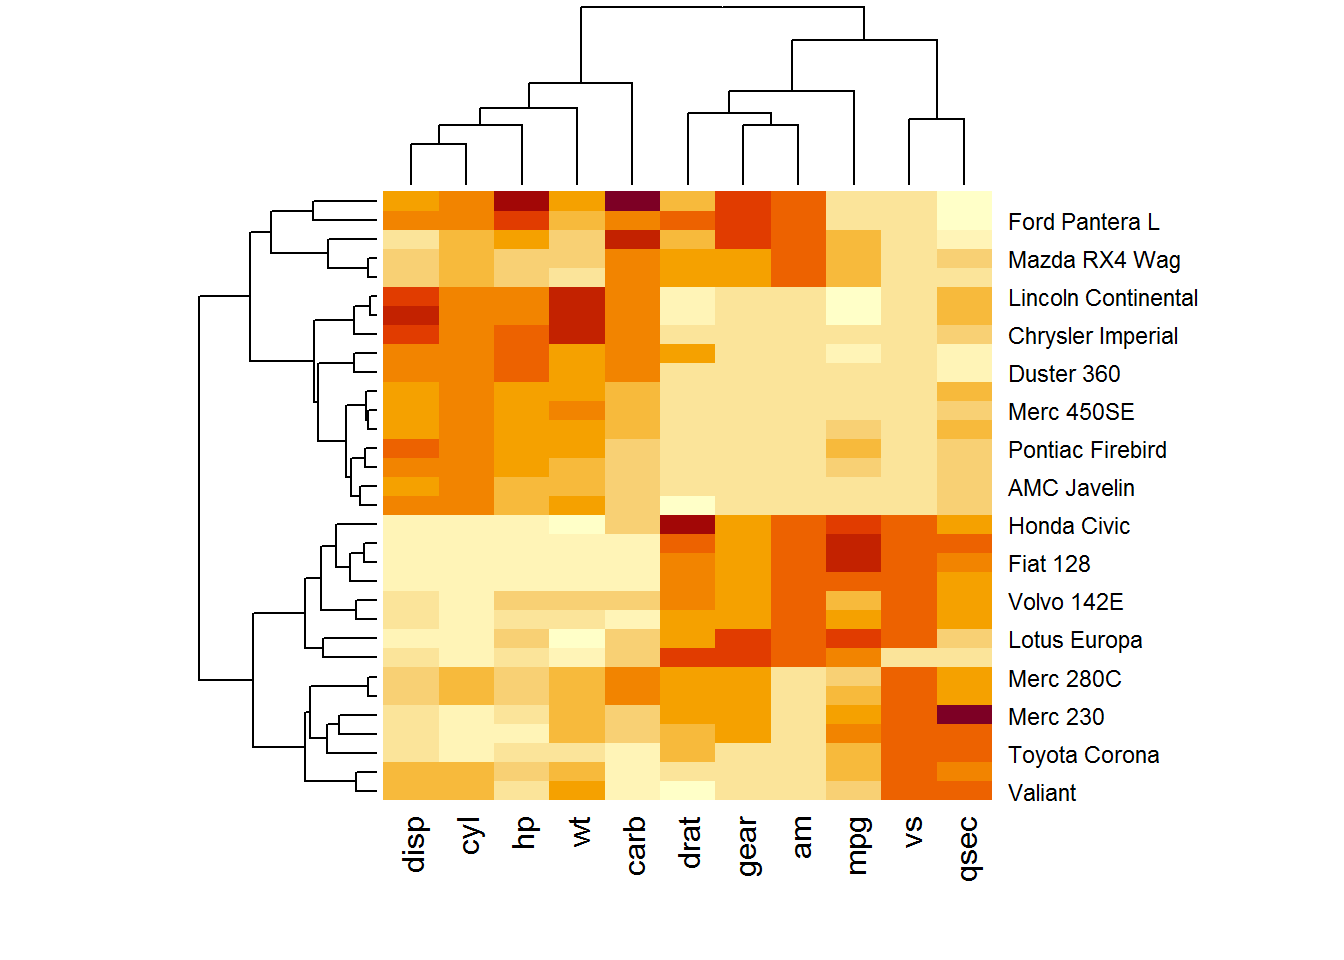 Ford Pantera L
Mazda RX4 Wag
Lincoln Continental
Chrysler Imperial
Duster 360
Merc 450SE
Pontiac Firebird
AMC Javelin
Honda Civic
Fiat 128
Volvo 142E
Lotus Europa
Merc 280C
Merc 230
Toyota Corona
Valiant
disp
cyl
hp
wt
carb
drat
gear
am
mpg
vs
qsec